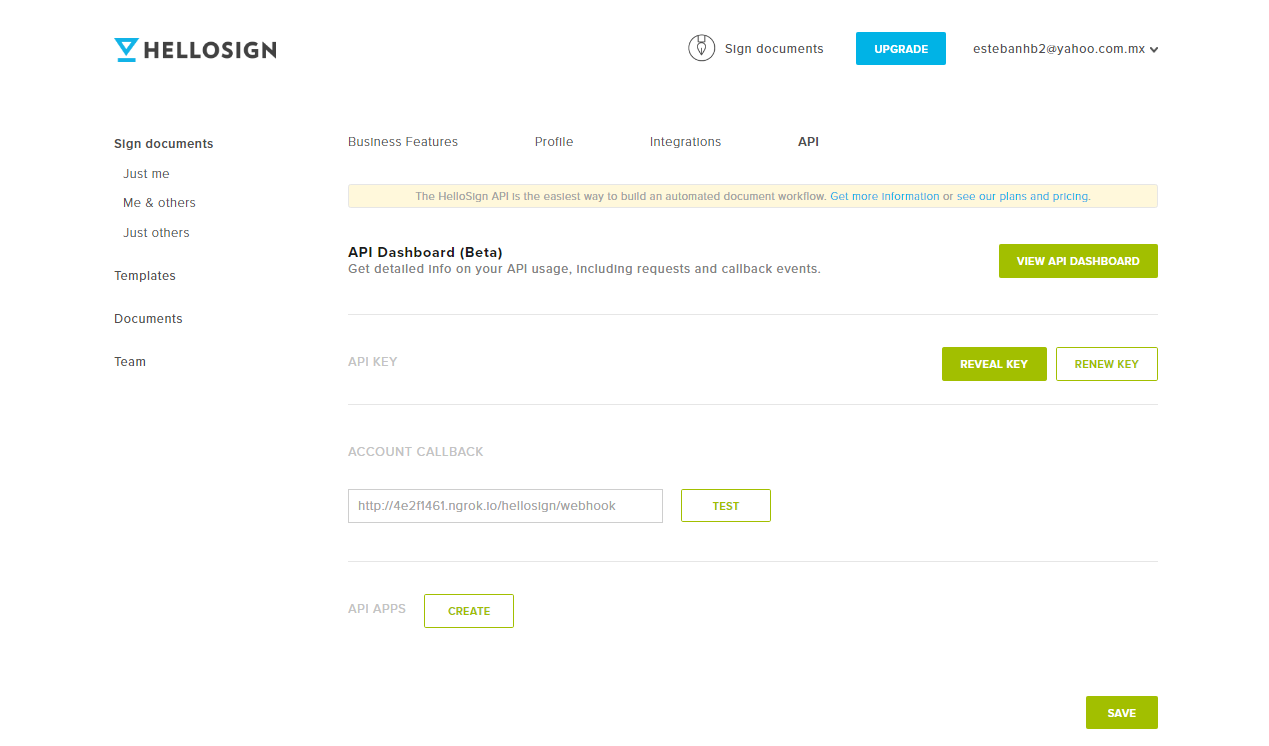 HELLOSIGN
Sign documents
UPGRADE
estebanhb2@yahoo.com.mx
Sign documents
Just me
Me & others
Just others
Templates
Documents
Team
Business Features
Profile
Integrations
API
The HelloSign API is the easiest way to build an automated document workflow. Get more information or see our plans and pricing.
API Dashboard (Beta)
Get detailed info on your API usage, including requests and callback events.
VIEW API DASHBOARD
API KEY
REVEAL KEY
RENEW KEY
ACCOUNT CALLBACK
http://4e2f1461.ngrok.io/hellosign/webhook
TEST
API APPS
CREATE
SAVE